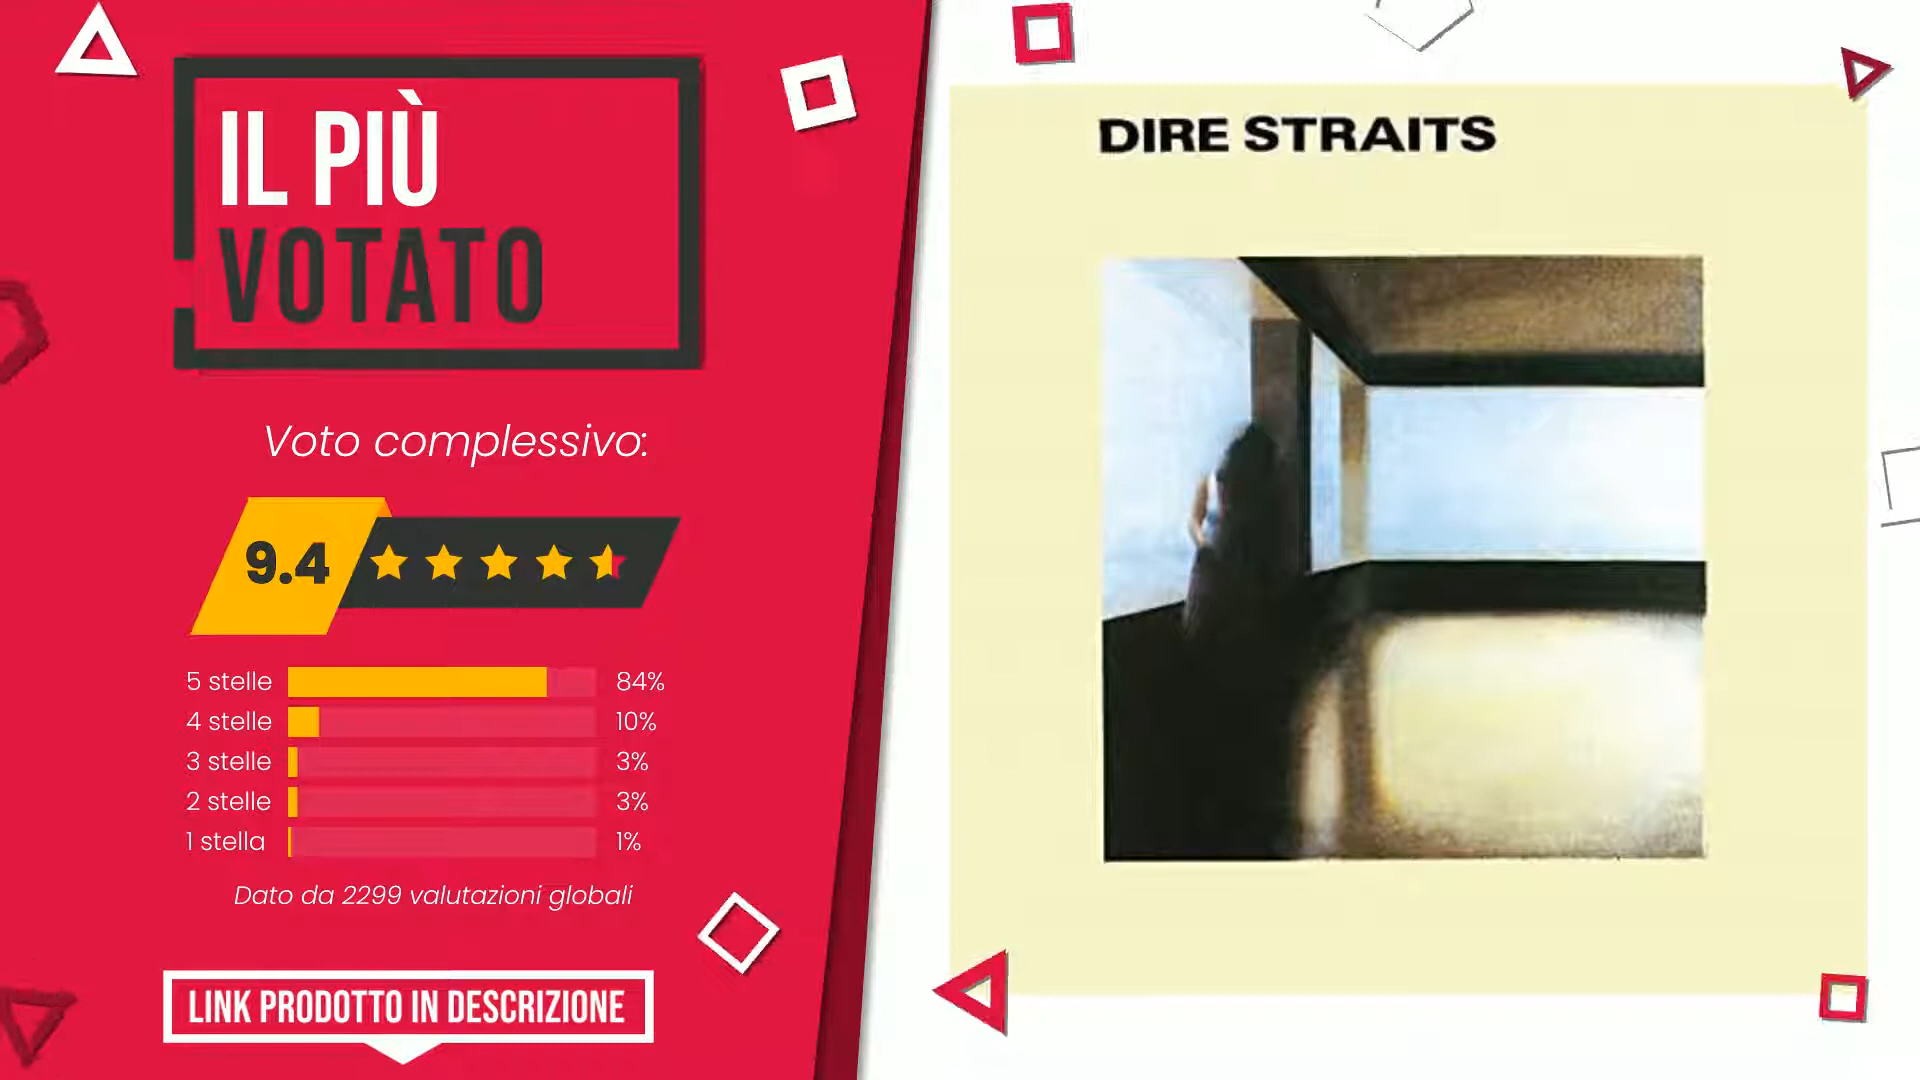 IL PIÙ
VOTATO
Voto complessivo:
9.4
5 stelle 84%
4 stelle 10%
3 stelle 3%
2 stelle 3%
1 stella 1%
Dato da 2299 valutazioni globali
LINK PRODOTTO IN DESCRIZIONE
DIRE STRAITS